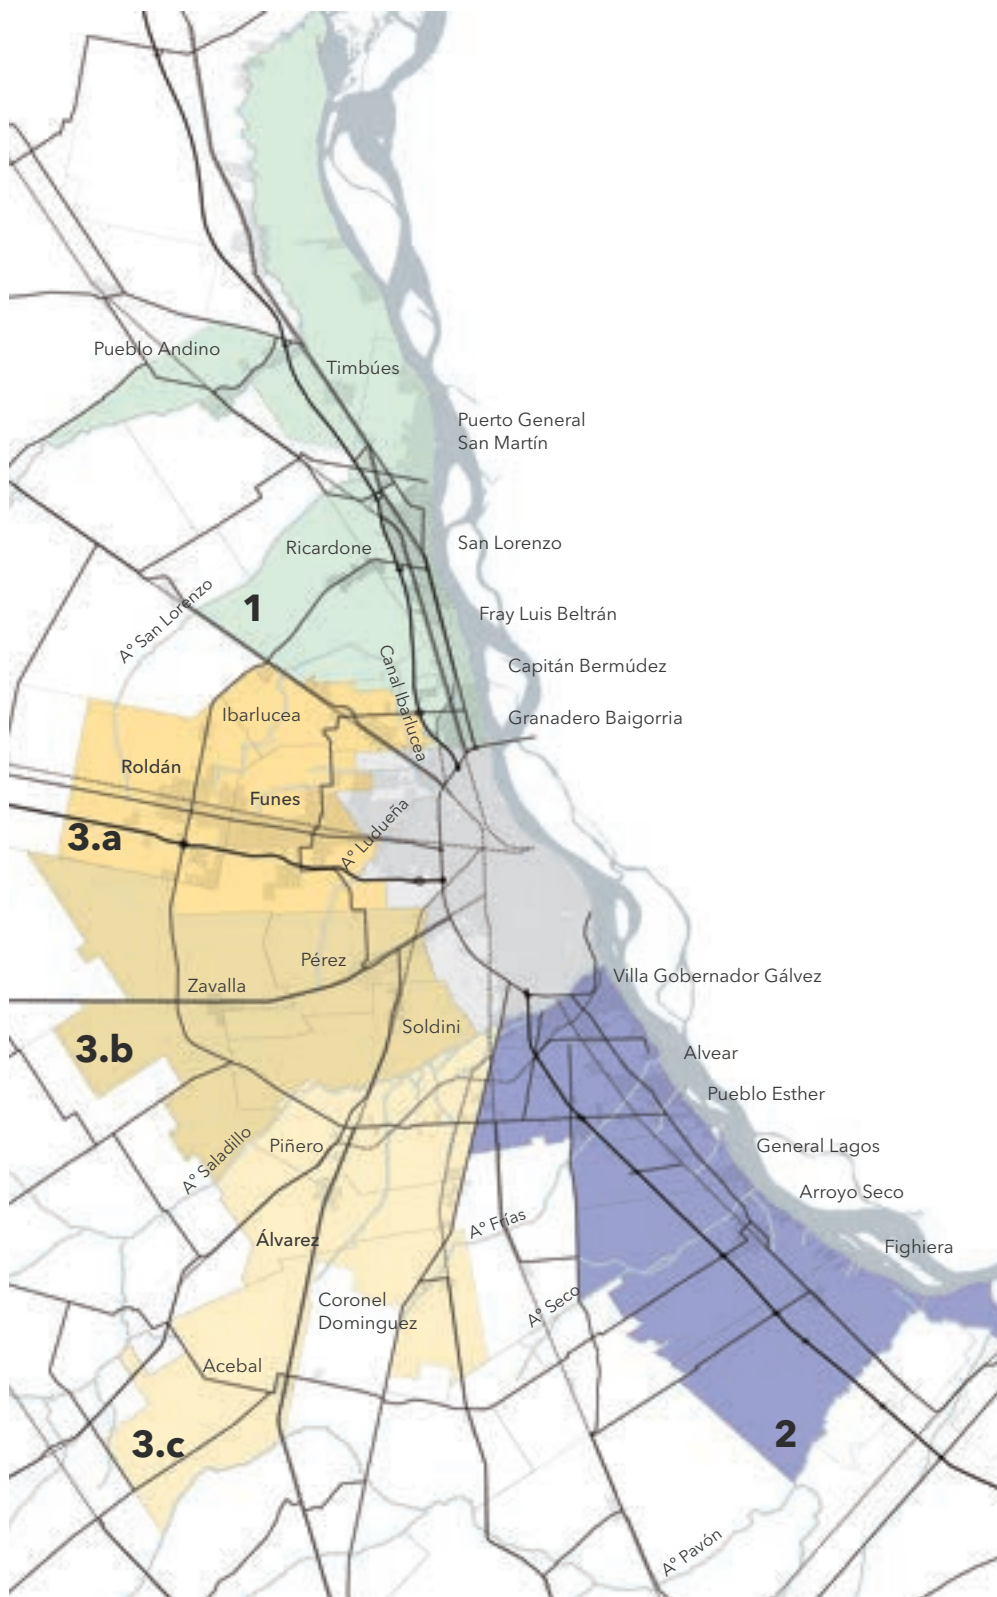 Pueblo Andino
Timbúes
Puerto General
San Martín
San Lorenzo
Ricardone
1
A° San Lorenzo
Fray Luis Beltrán
Canal Ibarlucea
Capitán Bermúdez
Ibarlucea
Granadero Baigorria
Roldán
Funes
3.a
A° Ludueña
Pérez
Zavalla
Villa Gobernador Gálvez
Soldini
3.b
Alvear
Pueblo Esther
Piñero
A° Saladillo
General Lagos
Arroyo Seco
A° Frías
Álvarez
Fighiera
Coronel
Dominguez
A° Seco
Acebal
3.c
2
A° Pavón